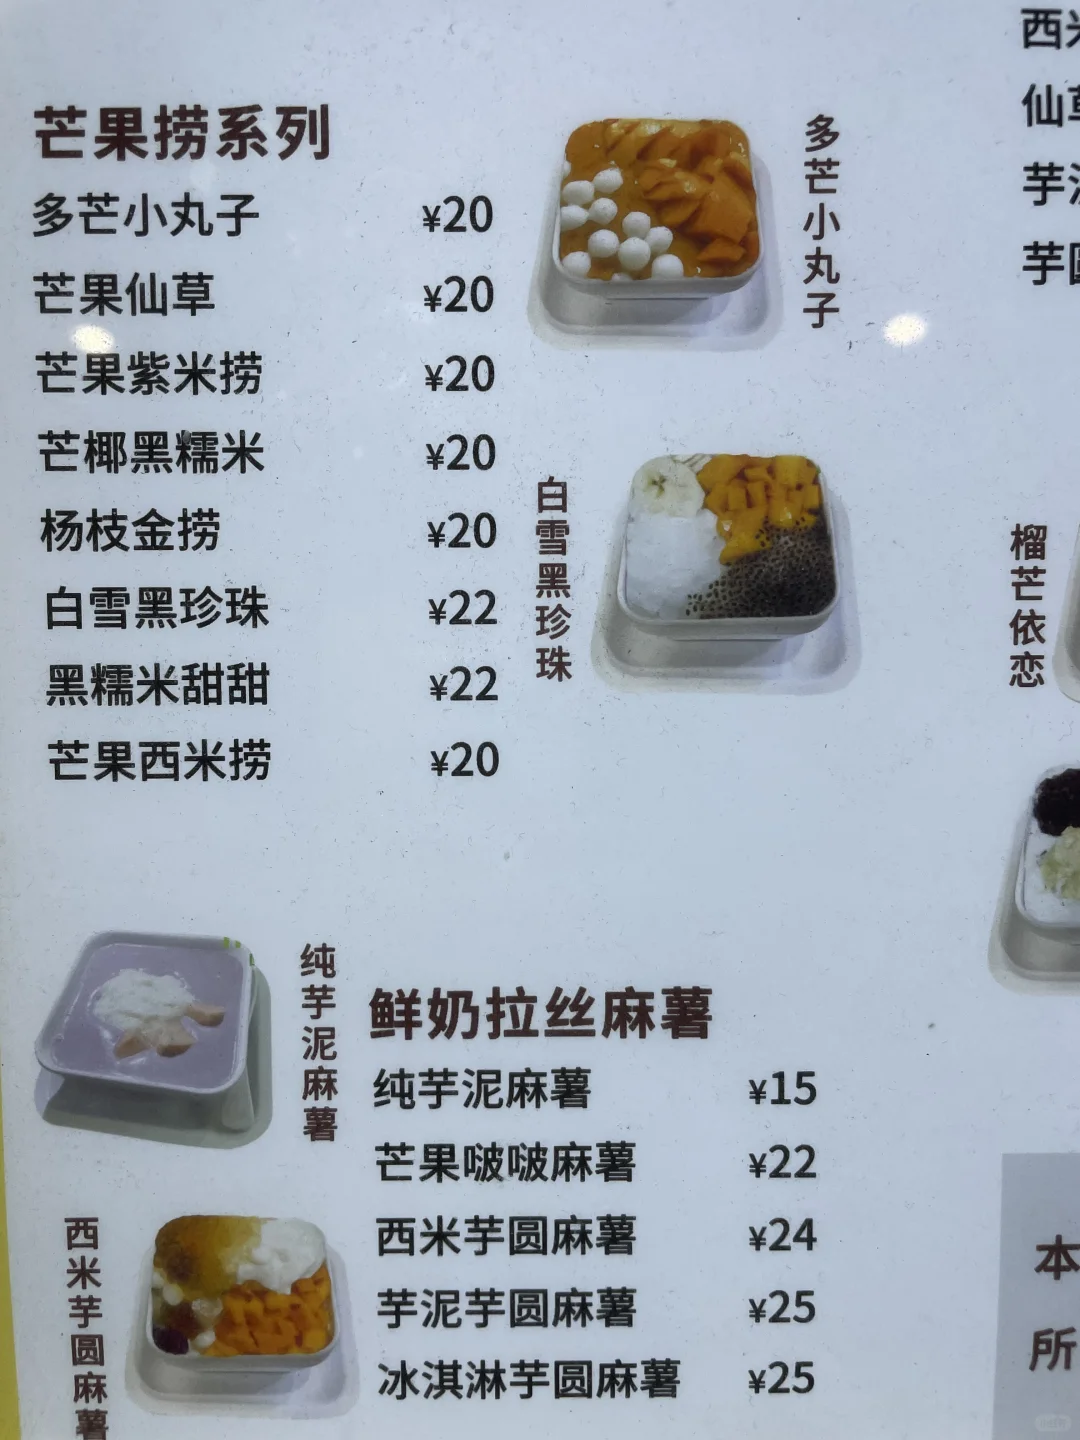 芒果捞系列
多芒小丸子 ¥20
芒果仙草 ¥20
芒果紫米捞 ¥20
芒椰黑糯米 ¥20
杨枝金捞 ¥20
白雪黑珍珠 ¥22
黑糯米甜甜 ¥22
芒果西米捞 ¥20
多芒小丸子
白雪黑珍珠
西
仙草
芋
芋圆
榴芒依恋
纯芋泥麻薯
鲜奶拉丝麻薯
纯芋泥麻薯 ¥15
芒果啵啵麻薯 ¥22
西米芋圆麻薯 ¥24
芋泥芋圆麻薯 ¥25
冰淇淋芋圆麻薯 ¥25
西米芋圆麻薯
本
所